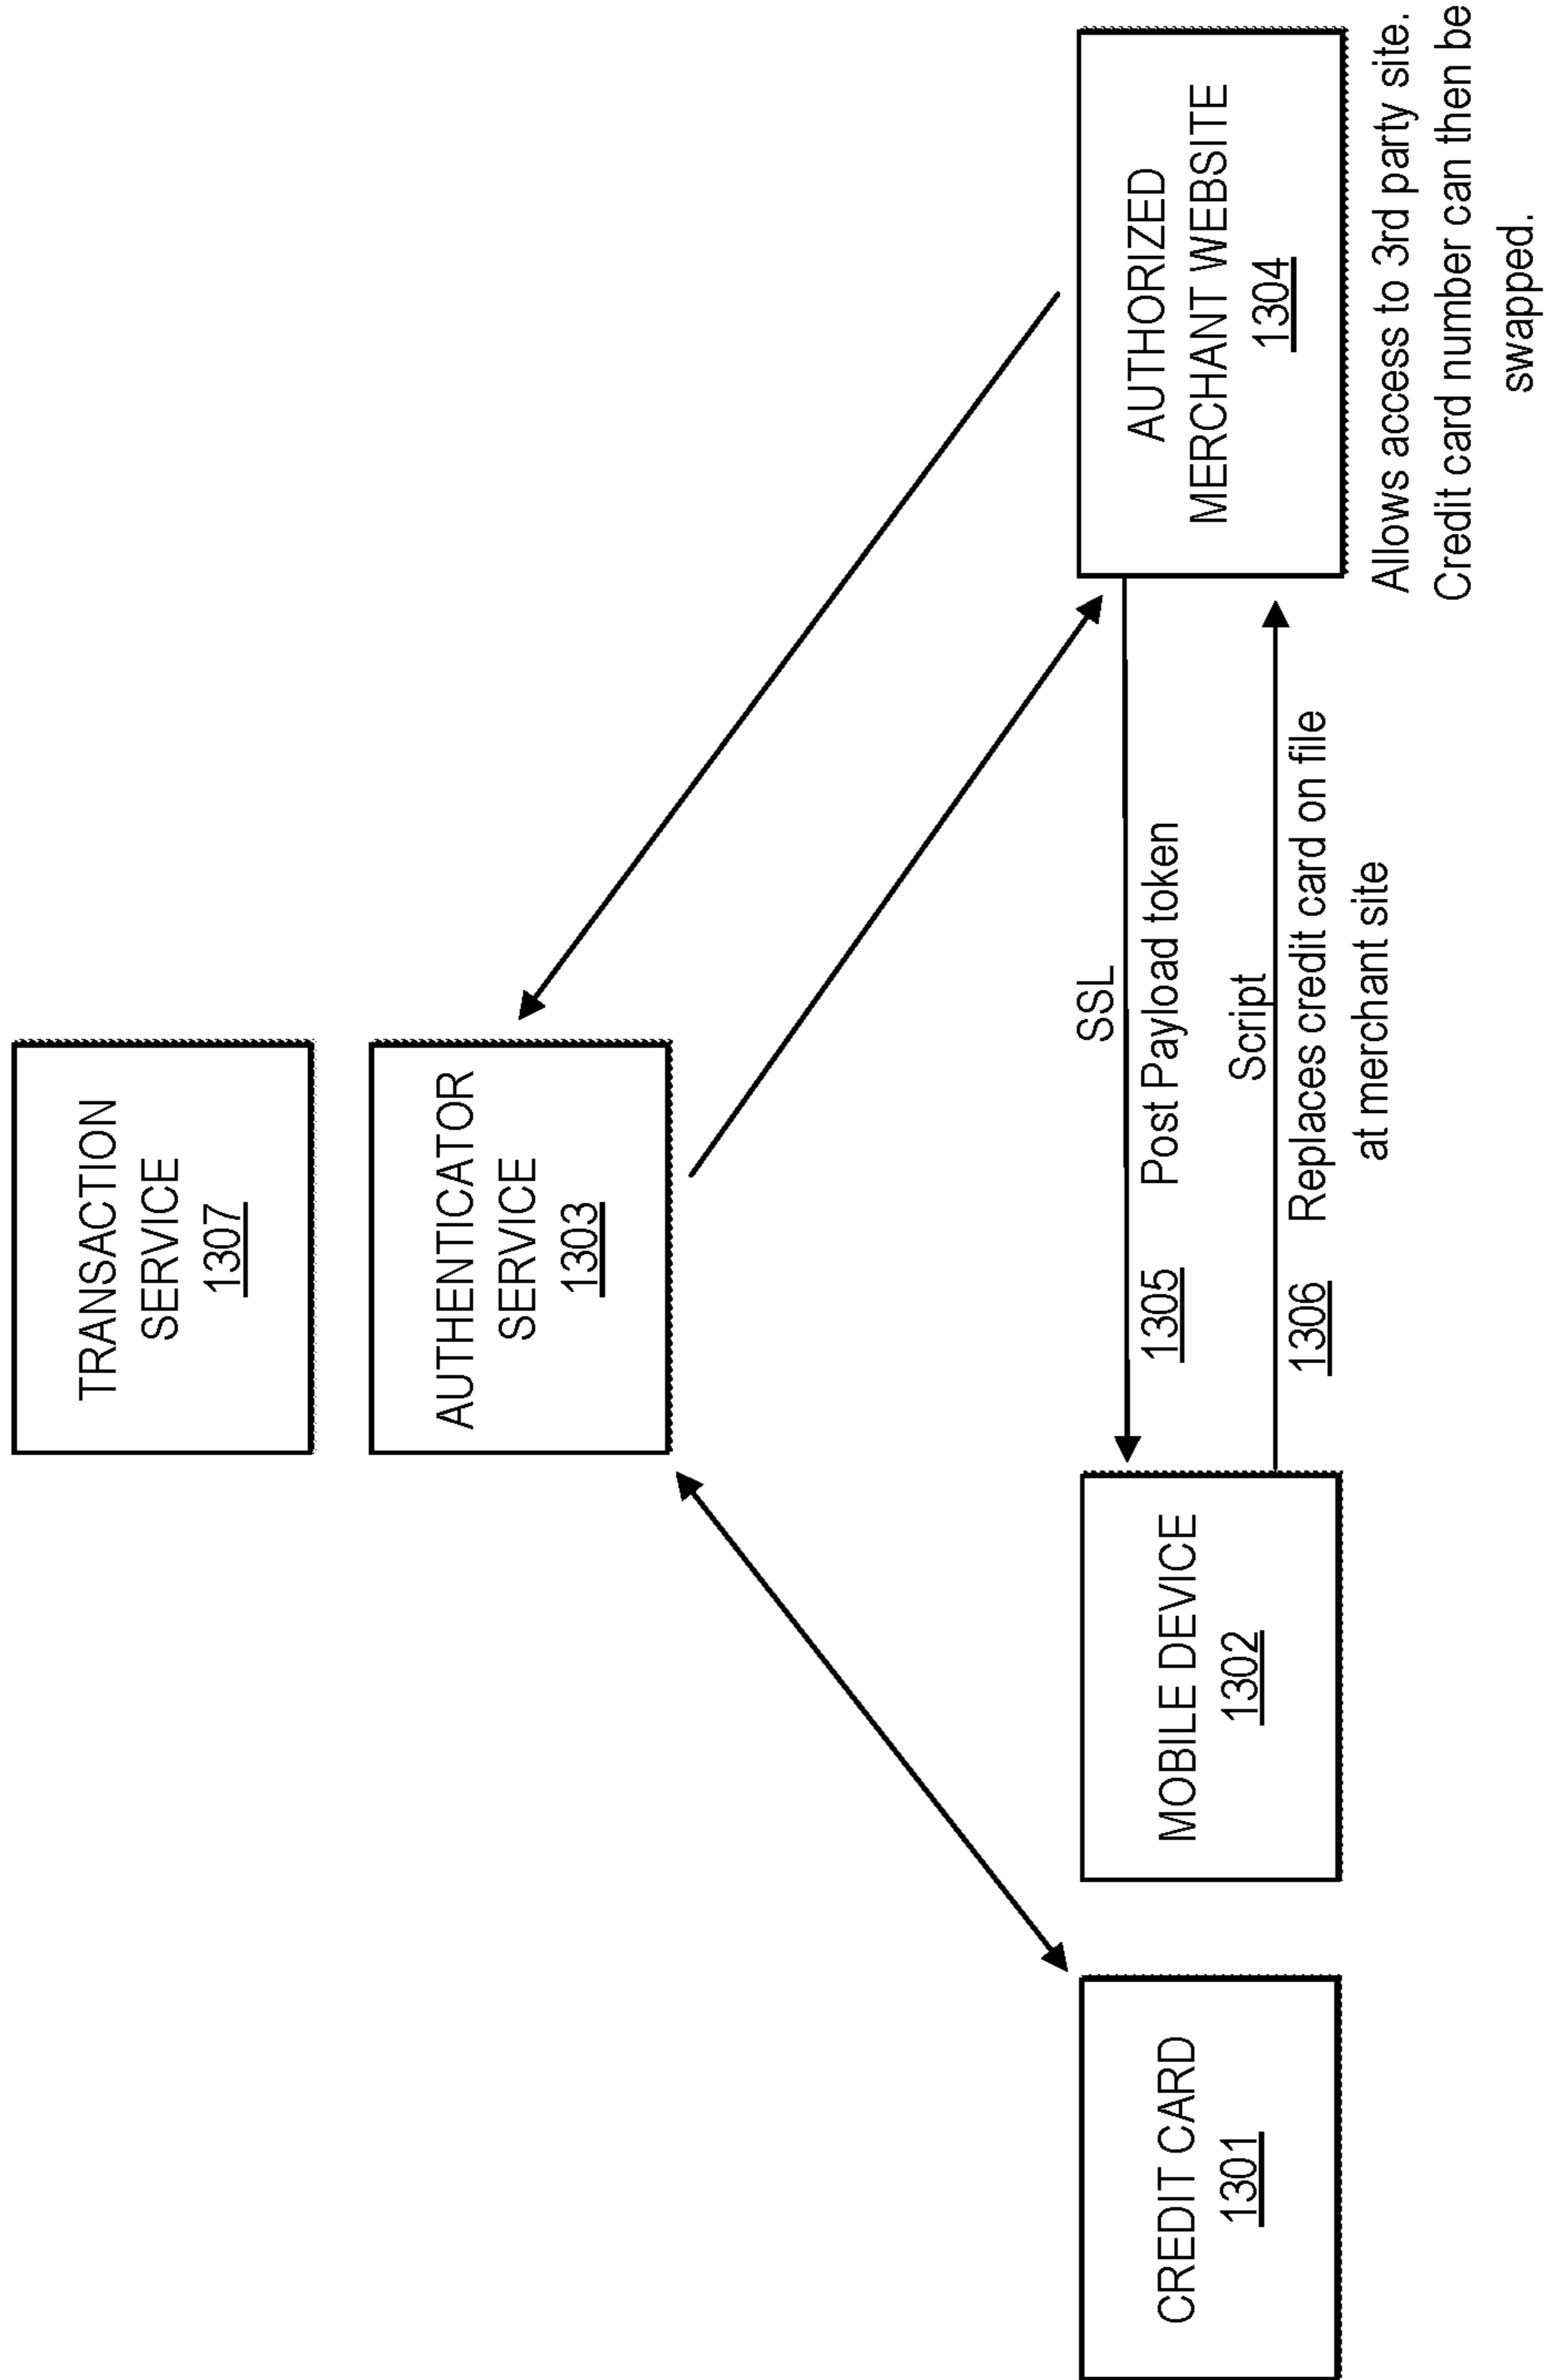 TRANSACTION
SERVICE
1307
AUTHENTICATOR
SERVICE
1303
CREDIT CARD
1301
MOBILE DEVICE
1302
SSL
1305 Post Payload token
Script
1306 Replaces credit card on file
at merchant site
AUTHORIZED
MERCHANT WEBSITE
1304
Allows access to 3rd party site.
Credit card number can then be
swapped.